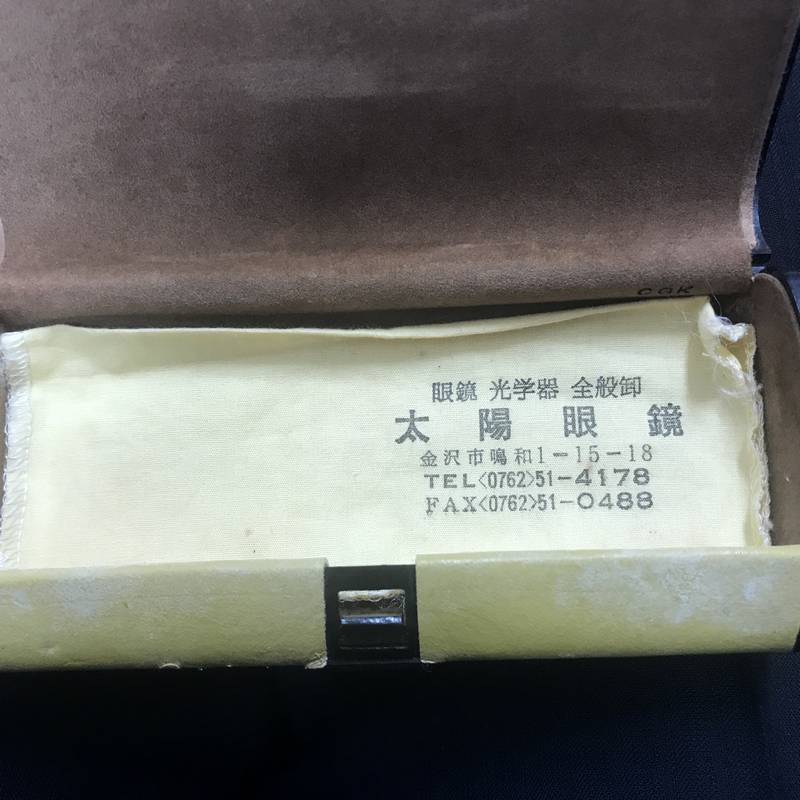 CGK
眼鏡 光学器 全般卸
太陽眼鏡
金沢市鳴和1-15-18
TEL<0762>51-4178
FAX<0762>51-0488